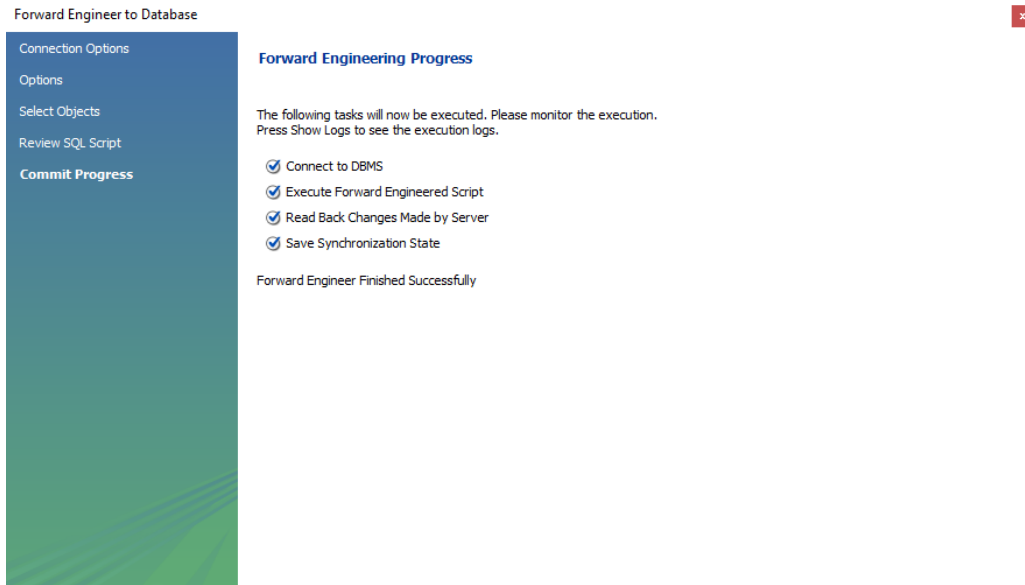 Forward Engineer to Database
x
Connection Options
Options
Select Objects
Review SQL Script
Commit Progress
Forward Engineering Progress
The following tasks will now be executed. Please monitor the execution.
Press Show Logs to see the execution logs.
Connect to DBMS
Execute Forward Engineered Script
Read Back Changes Made by Server
Save Synchronization State
Forward Engineer Finished Successfully